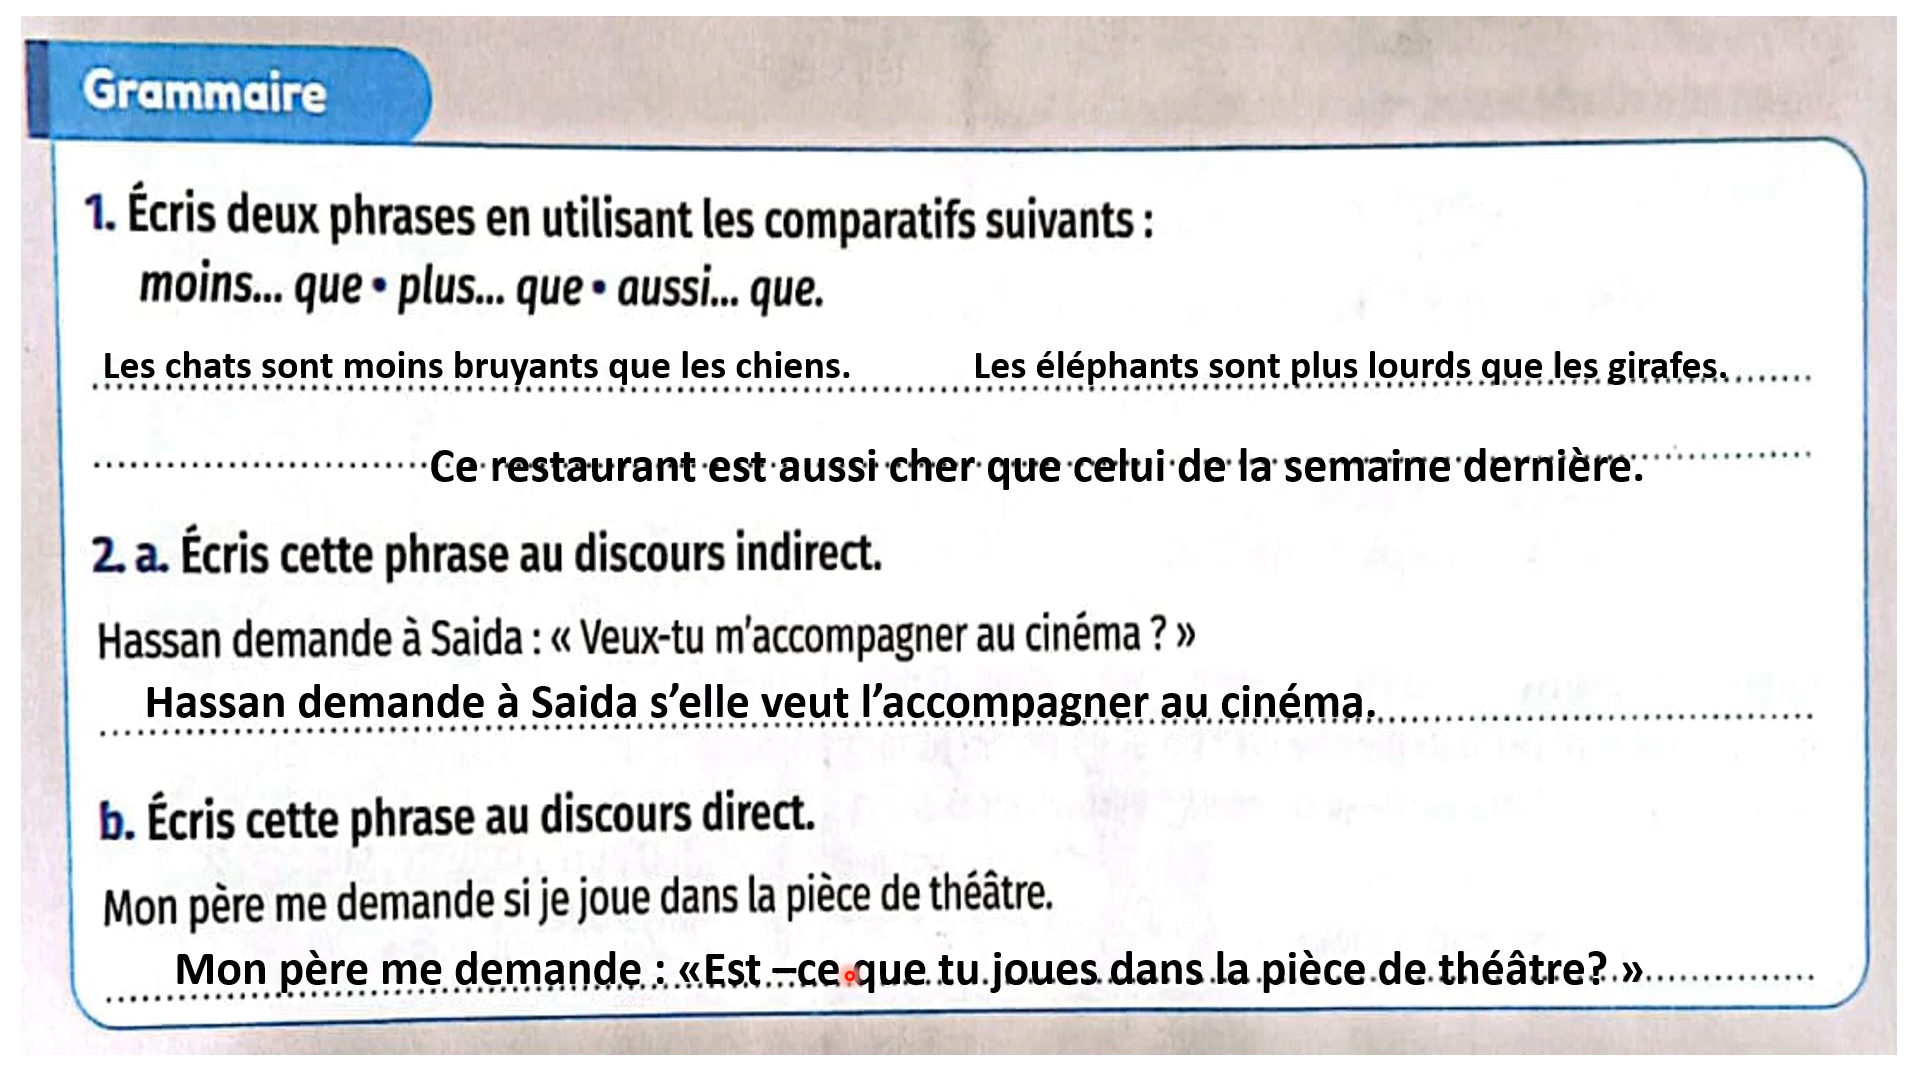 Grammaire
1. Écris deux phrases en utilisant les comparatifs suivants :
moins... que • plus... que • aussi... que.
Les chats sont moins bruyants que les chiens. Les éléphants sont plus lourds que les girafes.
Ce restaurant est aussi cher que celui de la semaine dernière.
2. a. Écris cette phrase au discours indirect.
Hassan demande à Saida : « Veux-tu m'accompagner au cinéma ? »
Hassan demande à Saida s’elle veut l’accompagner au cinéma.
b. Écris cette phrase au discours direct.
Mon père me demande si je joue dans la pièce de théâtre.
Mon père me demande : «Est –ce que tu joues dans la pièce de théâtre? »